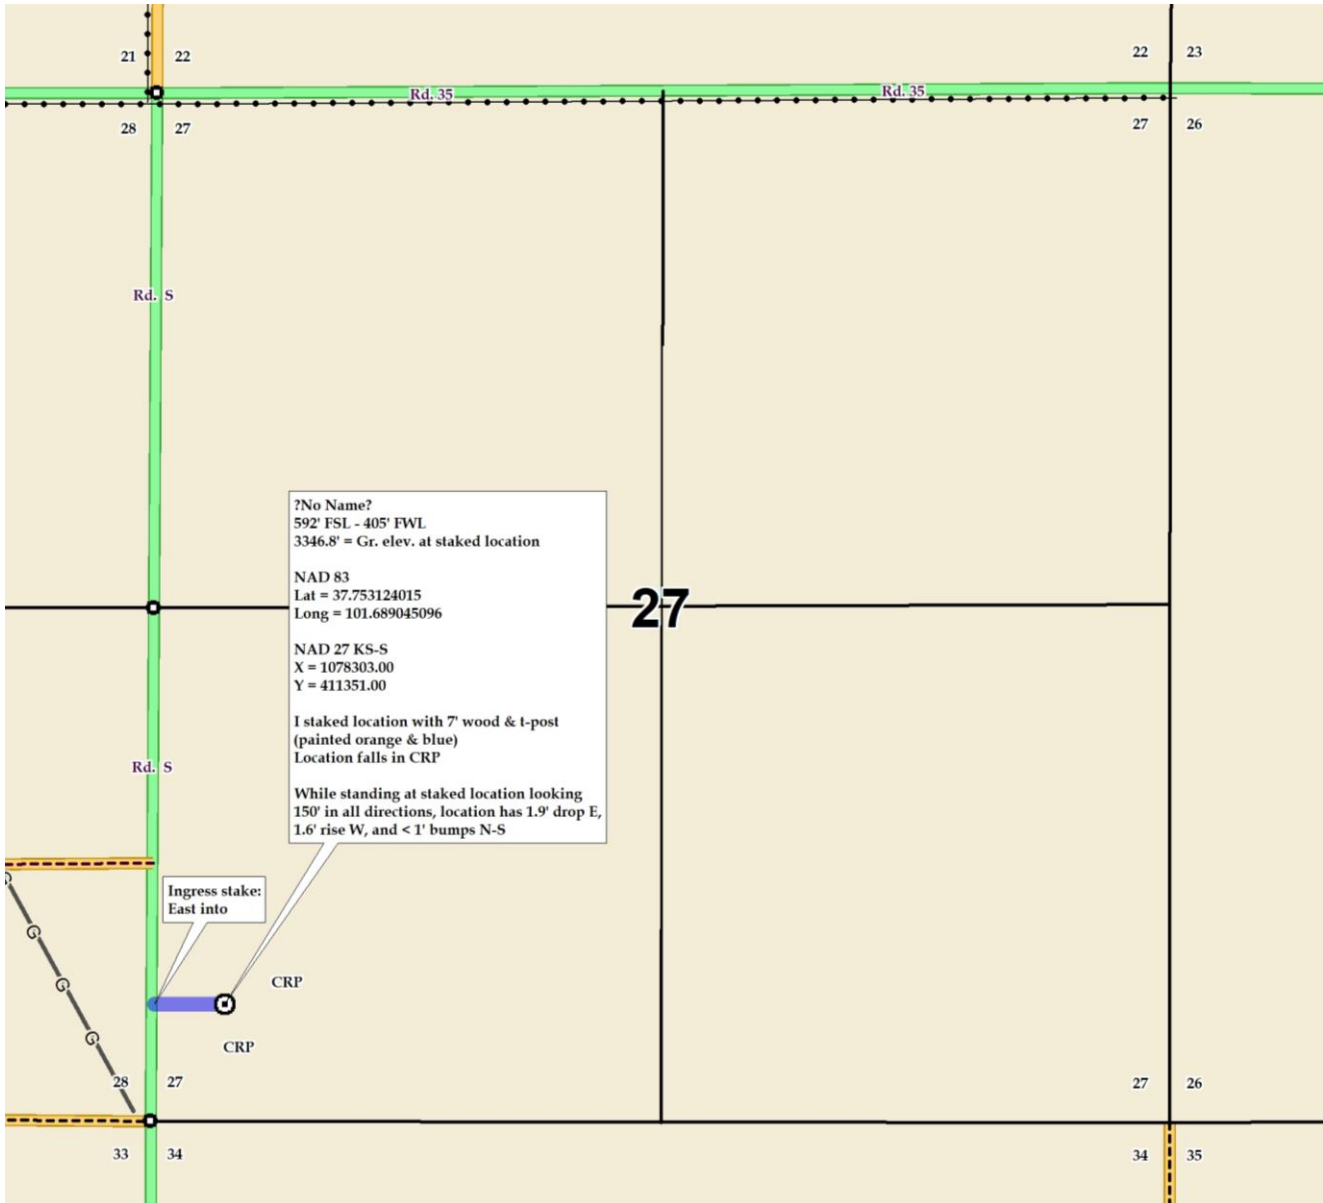 21 22
22 23
Rd. 35
Rd. 35
28 27
27 26
Rd. S
?No Name?
592' FSL - 405' FWL
3346.8' = Gr. elev. at staked location
NAD 83
Lat = 37.753124015
Long = 101.689045096
NAD 27 KS-S
X = 1078303.00
Y = 411351.00
I staked location with 7' wood & t-post
(painted orange & blue)
Location falls in CRP
While standing at staked location looking
150' in all directions, location has 1.9' drop E,
1.6' rise W, and < 1' bumps N-S
27
Rd. S
Ingress stake:
East into
G
G
G
G
CRP
CRP
28 27
27 26
33 34
34 35